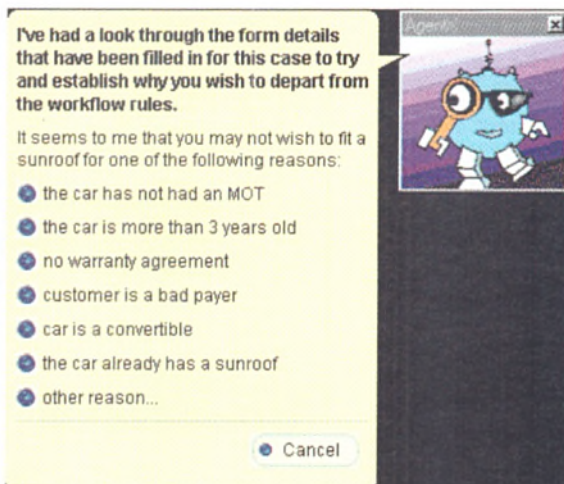 I've had a look through the form details
that have been filled in for this case to try
and establish why you wish to depart from
the workflow rules.
It seems to me that you may not wish to fit a
sunroof for one of the following reasons:
the car has not had an MOT
the car is more than 3 years old
no warranty agreement
customer is a bad payer
car is a convertible
the car already has a sunroof
other reason...
Cancel